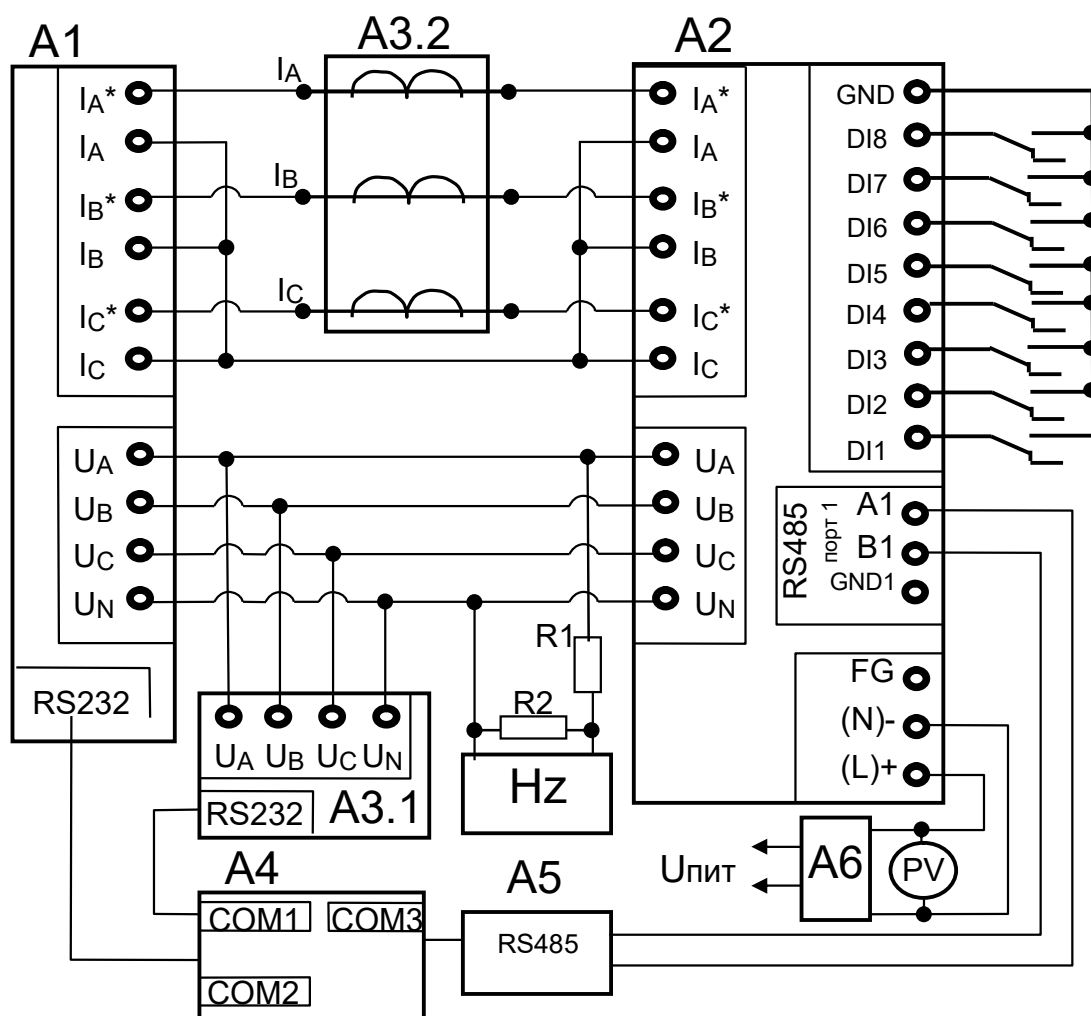 A1
A3.2
A2
IA*
IA
IB*
IB
IC*
IC
IA
IB
IC
IA*
IA
IB*
IB
IC*
IC
GND
DI8
DI7
DI6
DI5
DI4
DI3
DI2
DI1
UA
UB
UC
UN
UA
UB
UC
UN
RS485
порт 1
A1
B1
GND1
R1
R2
Hz
FG
(N)-
(L)+
RS232
UA UB UC UN
RS232
A3.1
A4
COM1
COM3
COM2
A5
RS485
Uпит
A6
PV